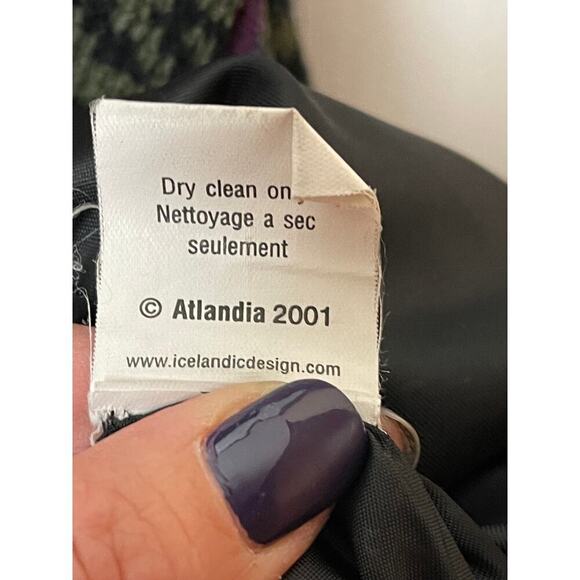 Dry clean on
Nettoyage a sec
seulement
© Atlandia 2001
www.icelandicdesign.com